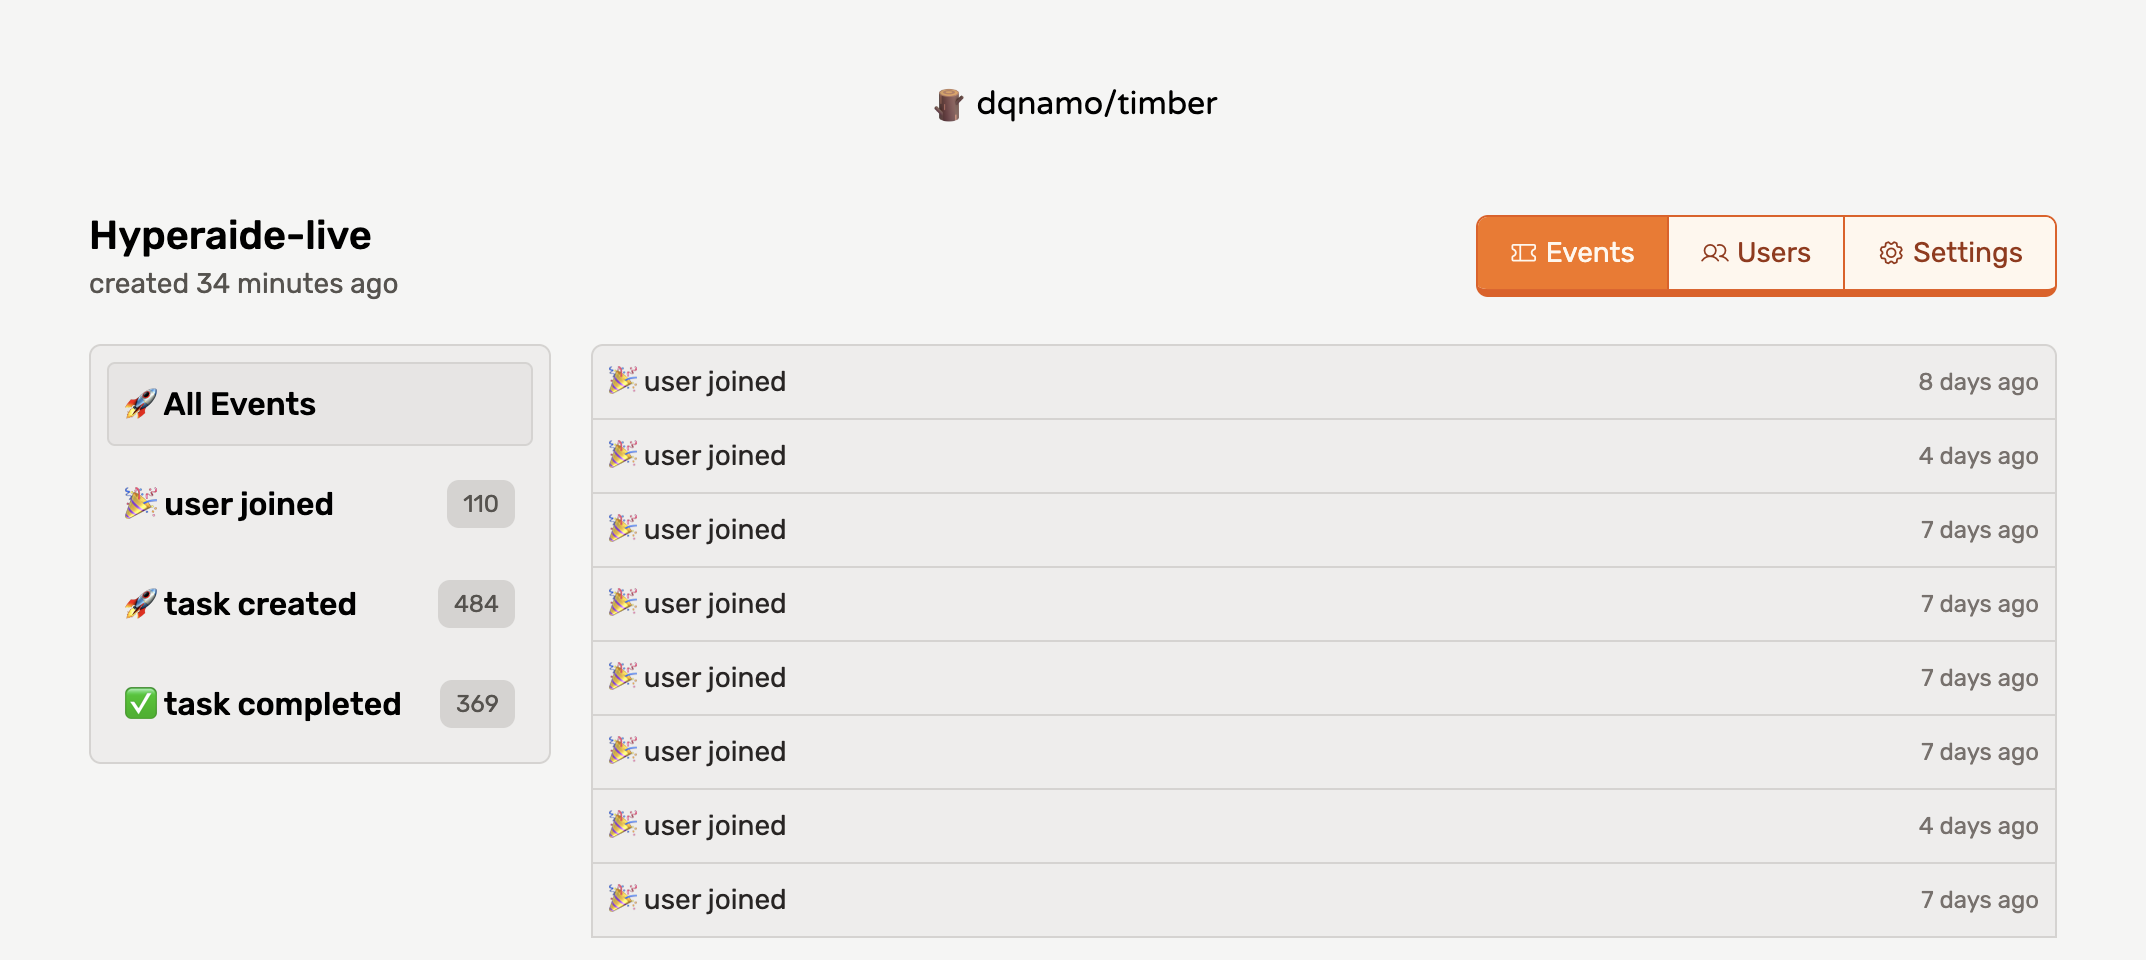 dqnamo/timber
Hyperaide-live
created 34 minutes ago
Events
Users
Settings
All Events
user joined 110
task created 484
task completed 369
user joined 8 days ago
user joined 4 days ago
user joined 7 days ago
user joined 7 days ago
user joined 7 days ago
user joined 7 days ago
user joined 4 days ago
user joined 7 days ago